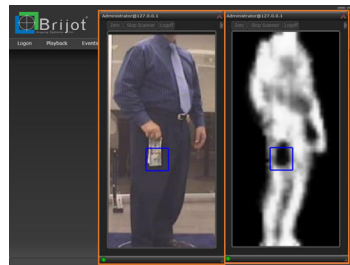 Brijot
Logon Playback Events
Administrator@127.0.0.1
Stop Scanner Logoff
Administrator@127.0.0.1
Stop Scanner Logoff